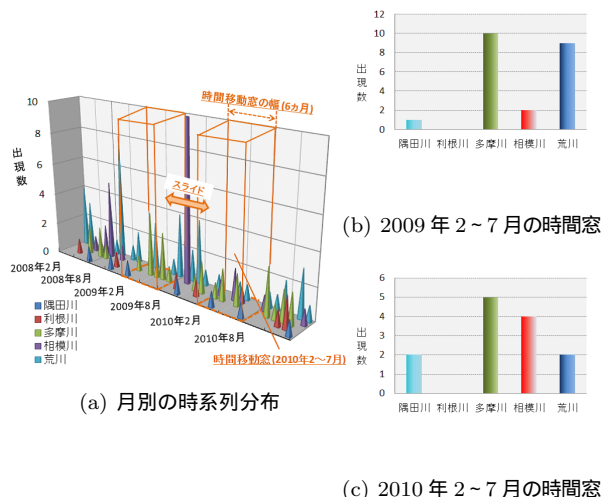 10
8
6
4
2
0
出現数
時間移動窓の幅(6カ月)
スライド
2008年2月
2008年8月
2009年2月
2009年8月
2010年2月
2010年8月
隅田川
利根川
多摩川
相模川
荒川
時間移動窓(2010年2〜7月)
(a) 月別の時系列分布
12
10
8
6
4
2
0
出現数
隅田川 利根川 多摩川 相模川 荒川
(b) 2009 年 2 ~ 7 月の時間窓
6
5
4
3
2
1
0
出現数
隅田川 利根川 多摩川 相模川 荒川
(c) 2010 年 2 ~ 7 月の時間窓